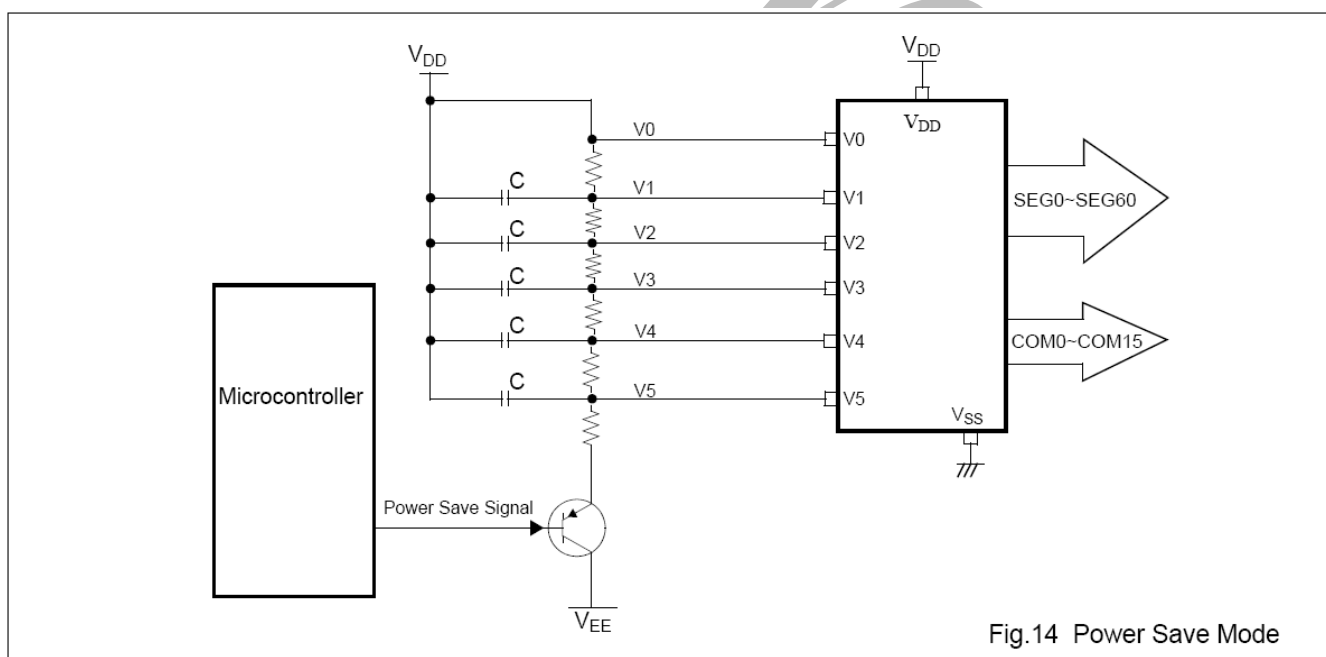 VDD
VDD
V0
V0
VDD
C
V1
V1
SEG0~SEG60
C
V2
V2
C
V3
V3
C
V4
V4
COM0~COM15
C
V5
V5
Microcontroller
VSS
Power Save Signal
VEE
Fig.14 Power Save Mode